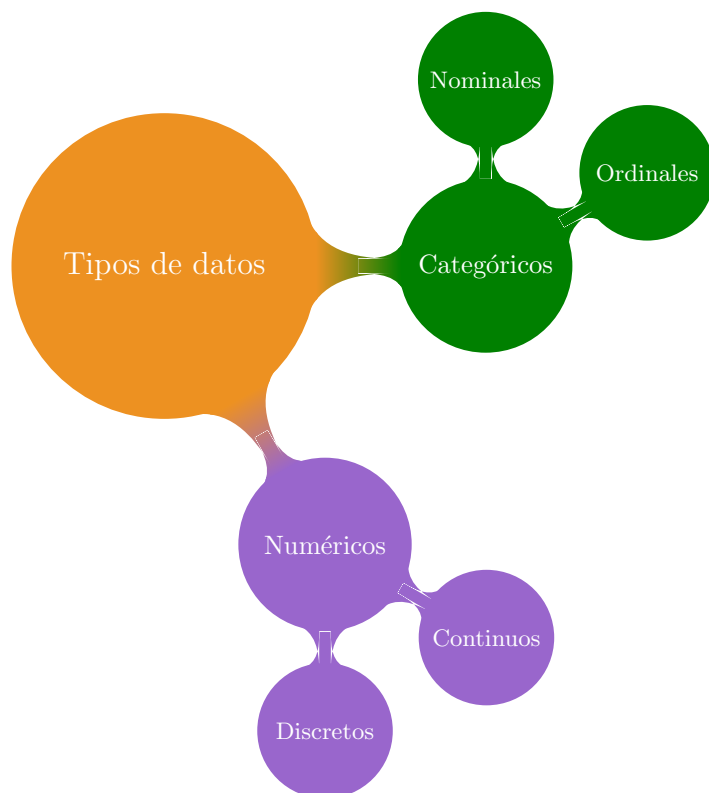 Nominales
Ordinales
Tipos de datos
Categóricos
Numéricos
Continuos
Discretos